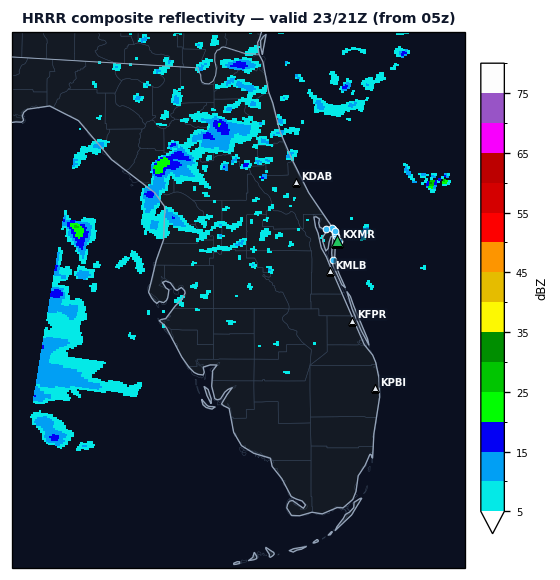 HRRR composite reflectivity — valid 23/21Z (from 05z)
KDAB
KXMR
KMLB
KFPR
KPBI
75
65
55
45
35
25
15
5
dBZ